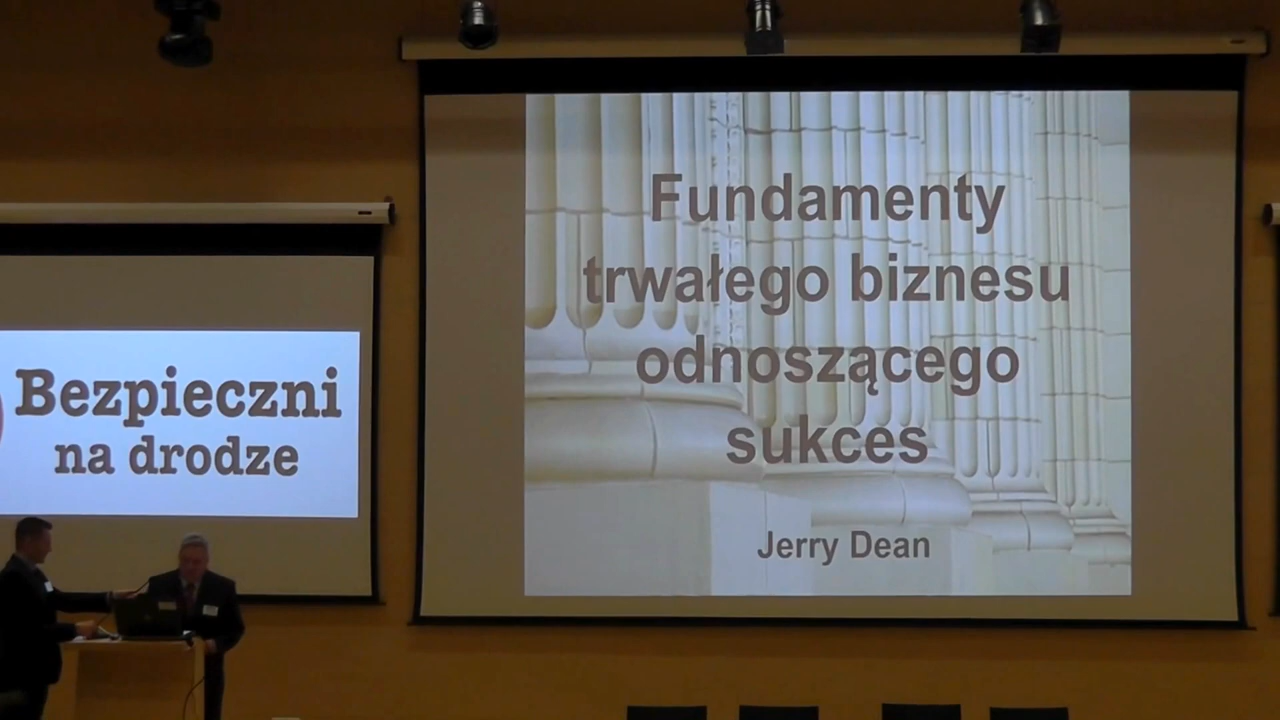 Bezpieczni
na drodze
Fundamenty
trwałego biznesu
odnoszącego
sukces
Jerry Dean